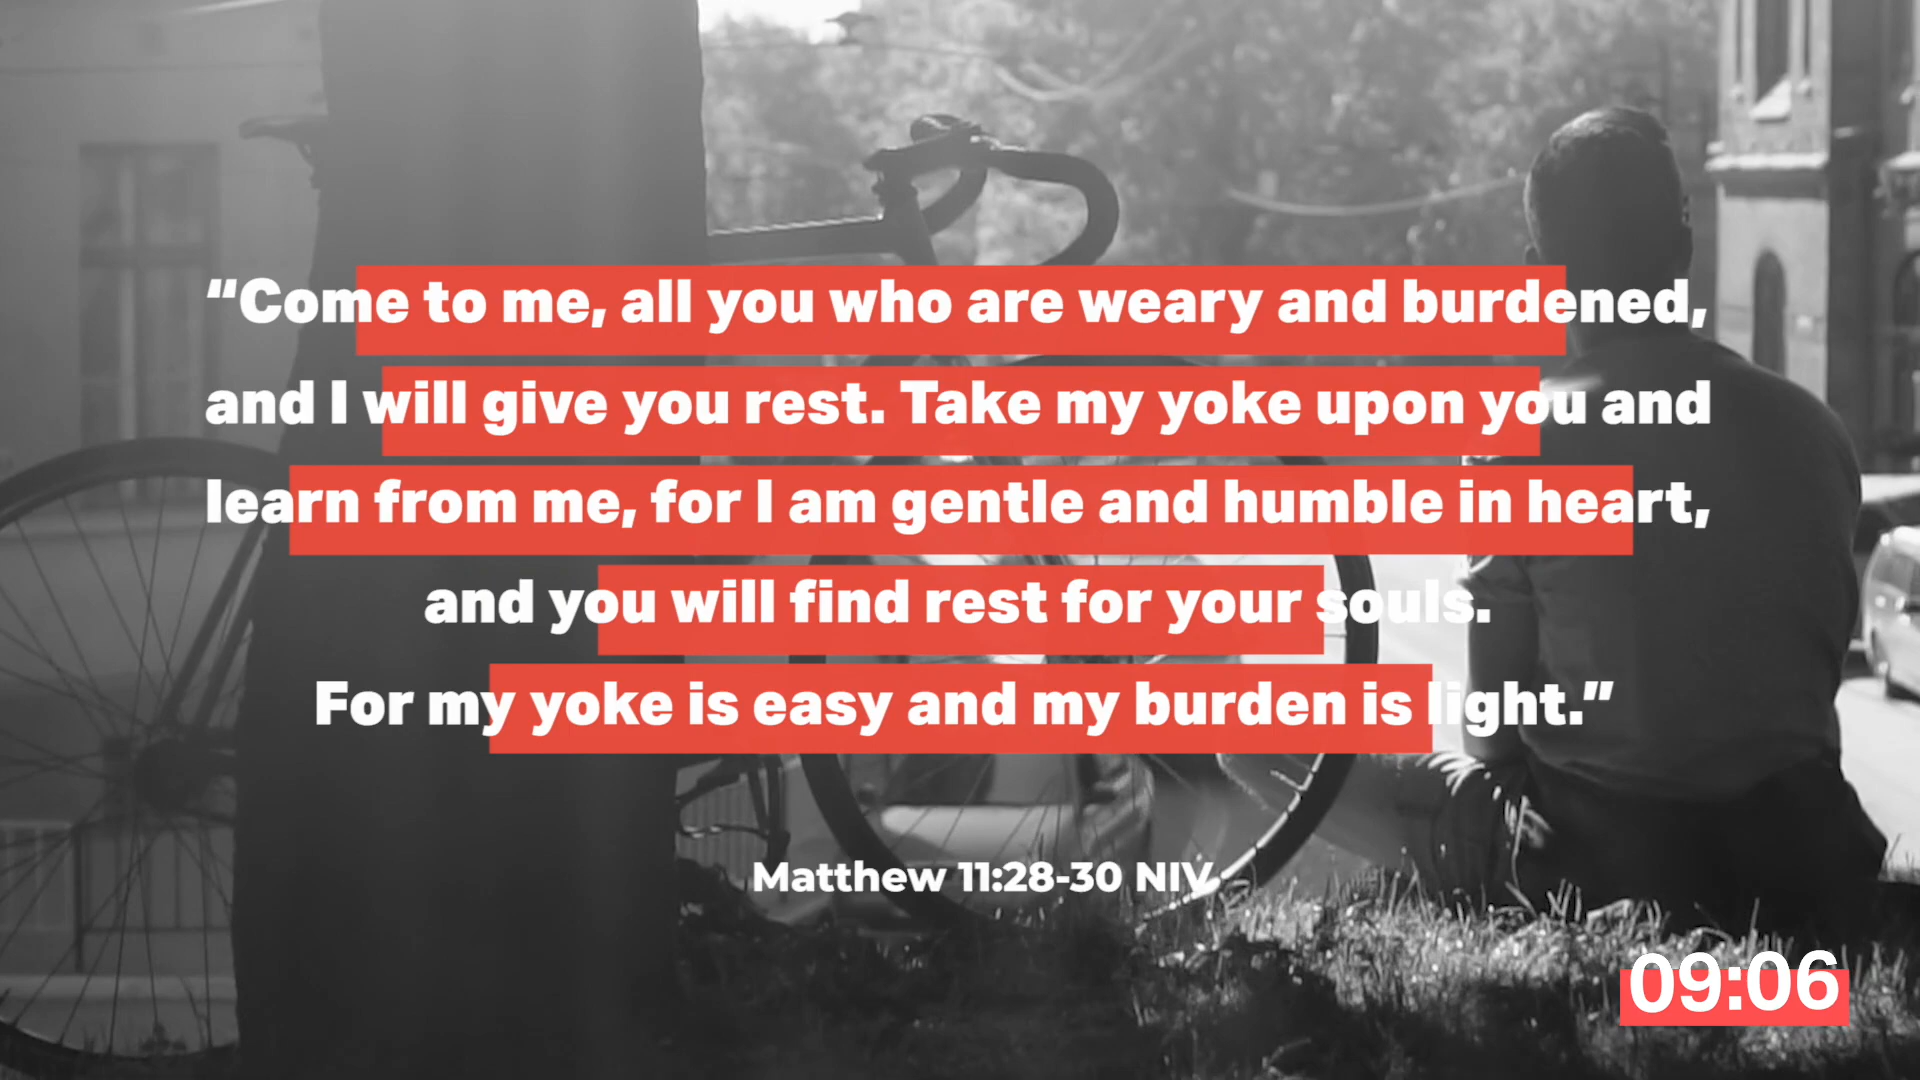 “Come to me, all you who are weary and burdened,
and I will give you rest. Take my yoke upon you and
learn from me, for I am gentle and humble in heart,
and you will find rest for your souls.
For my yoke is easy and my burden is light.”
Matthew 11:28-30 NIV
09:06